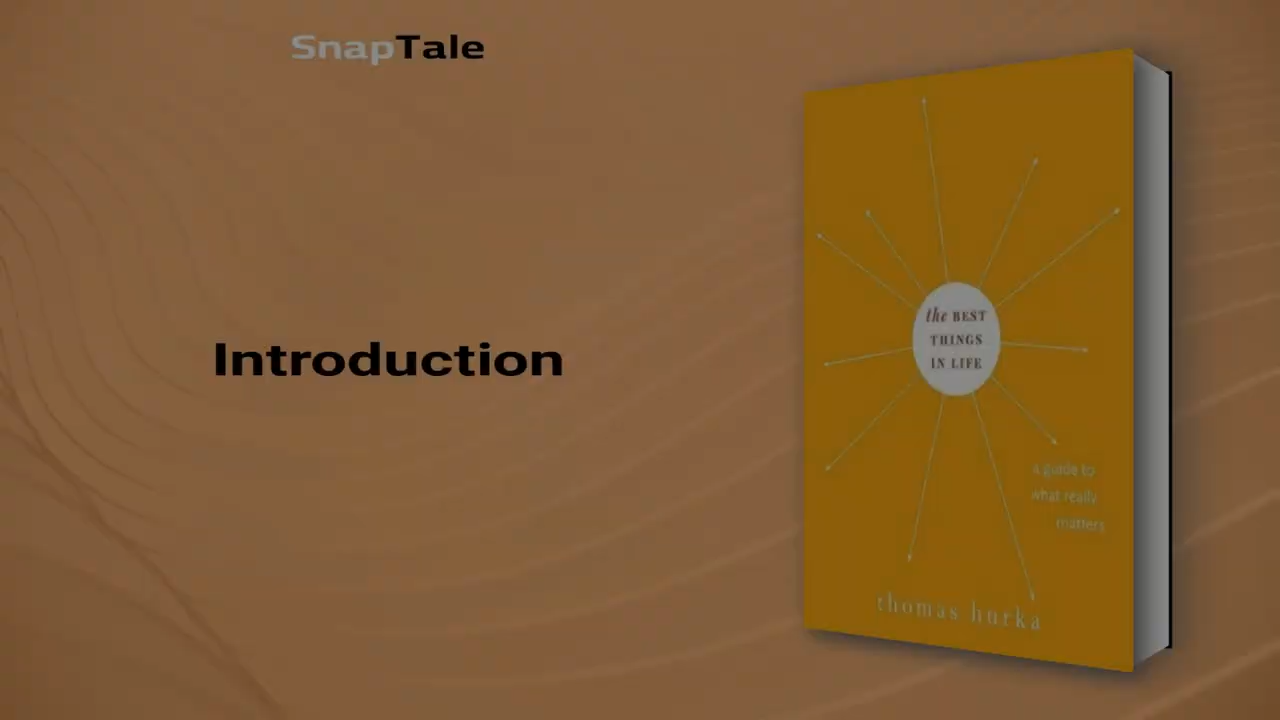 SnapTale
Introduction
the BEST
THINGS
IN LIFE
a guide to
what really
matters
thomas hurka